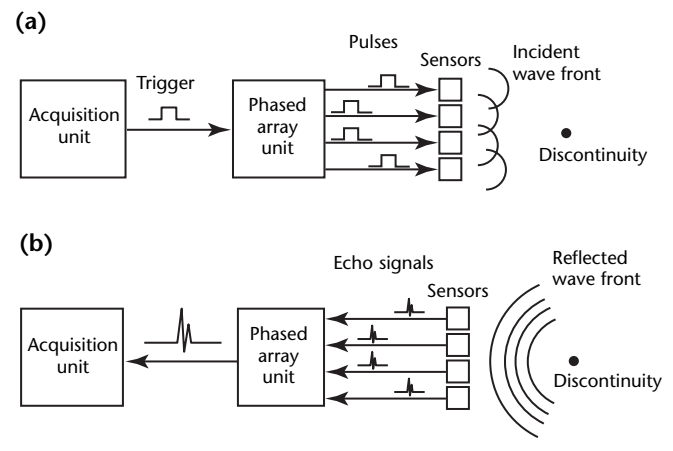 (a)
Pulses
Sensors
Incident
wave front
Trigger
Acquisition
unit
Phased
array
unit
Discontinuity
(b)
Echo signals
Sensors
Reflected
wave front
Acquisition
unit
Phased
array
unit
Discontinuity